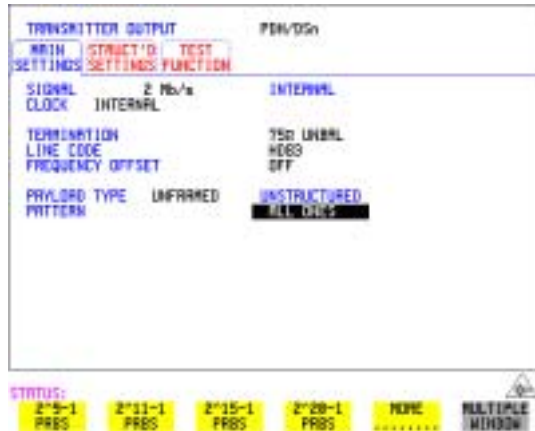 TRANSMITTER OUTPUT PDH/DSn
MAIN SETTINGS STRUCT'D SETTINGS TEST FUNCTION
SIGNAL 2 Mb/s INTERNAL
CLOCK INTERNAL
TERMINATION 75Ω UNBAL
LINE CODE HDB3
FREQUENCY OFFSET OFF
PAYLOAD TYPE UNFRAMED UNSTRUCTURED
PATTERN ALL ONES
STATUS:
2^9-1 PRBS 2^11-1 PRBS 2^15-1 PRBS 2^20-1 PRBS MORE ........ MULTIPLE WINDOW